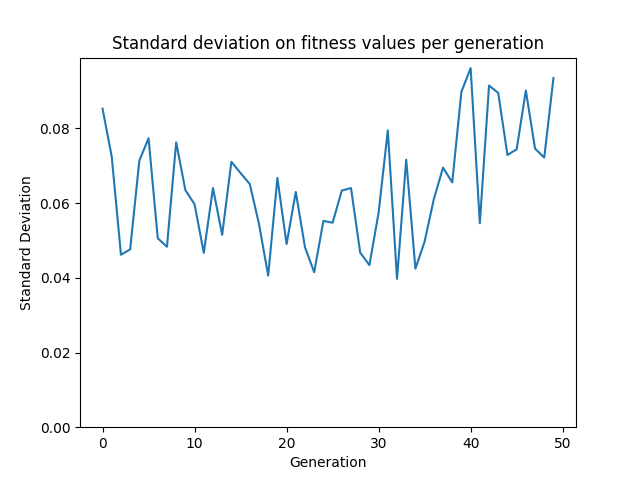 Standard deviation on fitness values per generation
Standard Deviation
0.08
0.06
0.04
0.02
0.00
0 10 20 30 40 50
Generation